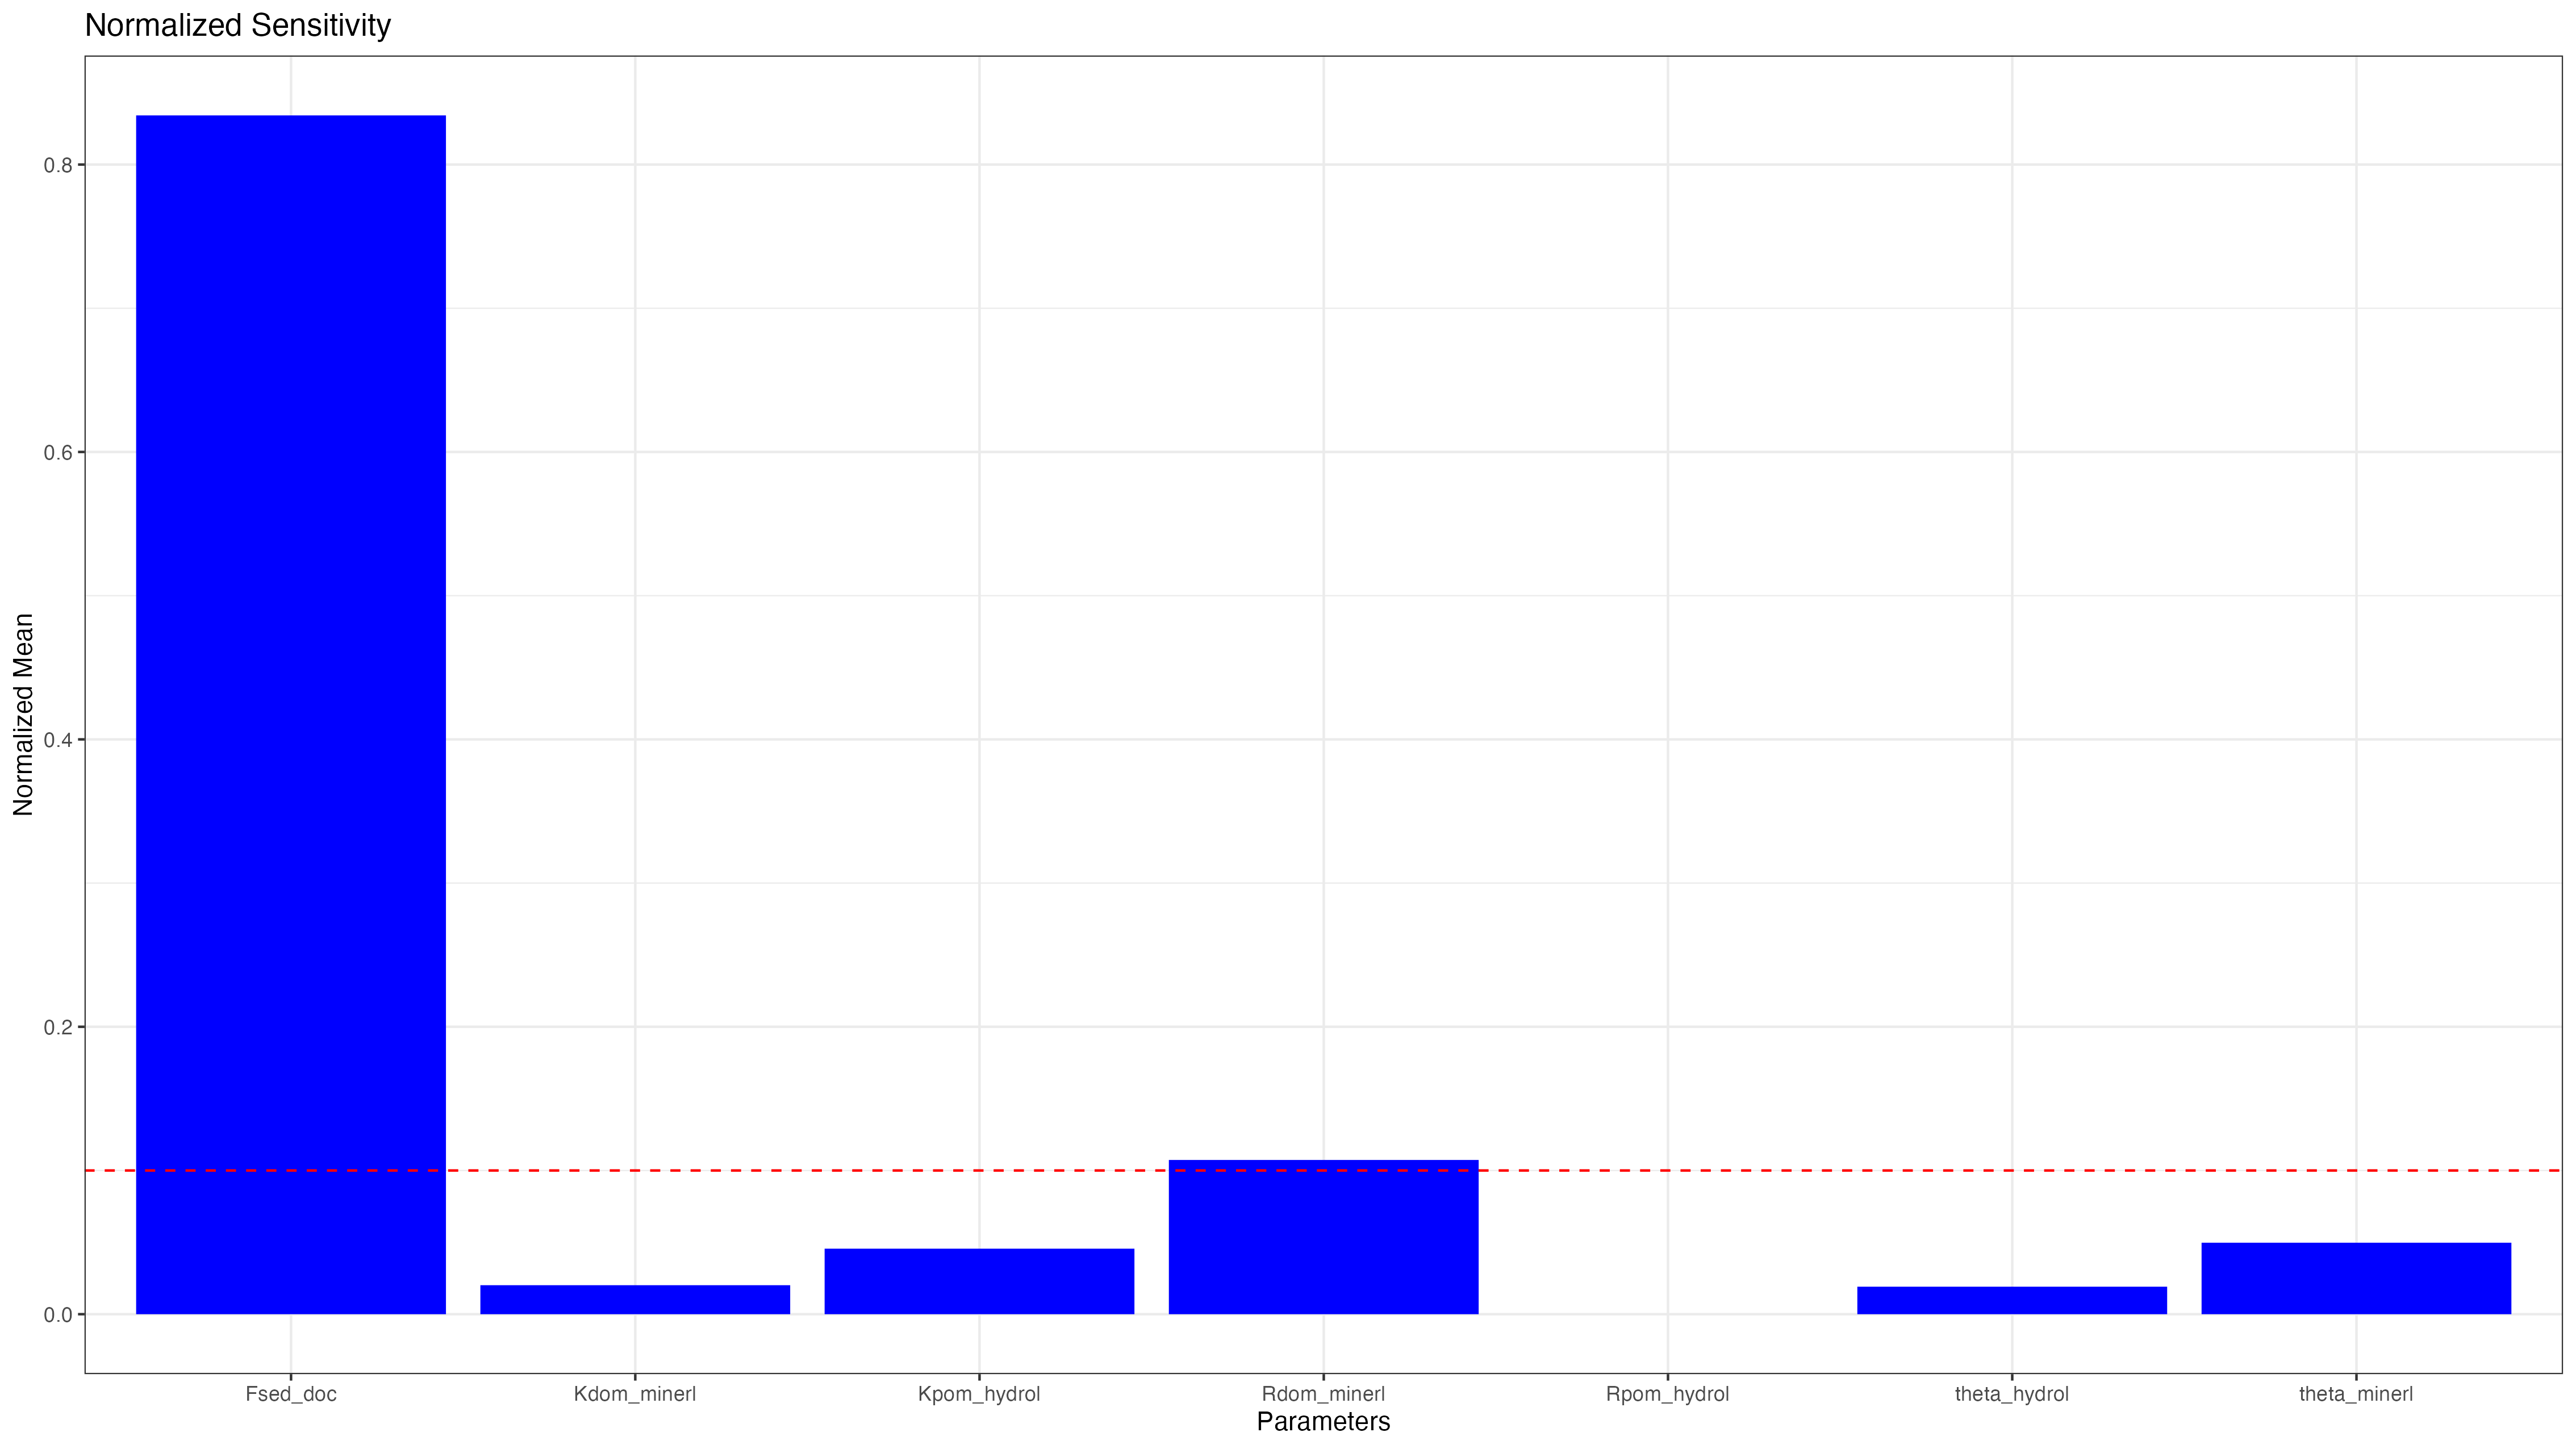 Normalized Sensitivity
Normalized Mean
0.8
0.6
0.4
0.2
0.0
Fsed_doc Kdom_minerl Kpom_hydrol Rdom_minerl Rpom_hydrol theta_hydrol theta_minerl
Parameters